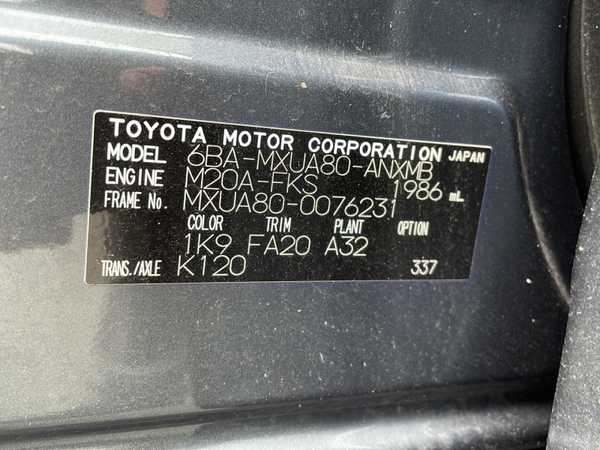 TOYOTA MOTOR CORPORATION JAPAN
MODEL 6BA-MXUA80-ANXMB
ENGINE M20A-FKS 1986 mL
FRAME No. MXUA80-0076231
COLOR TRIM PLANT OPTION
1K9 FA20 A32
TRANS./AXLE K120 337